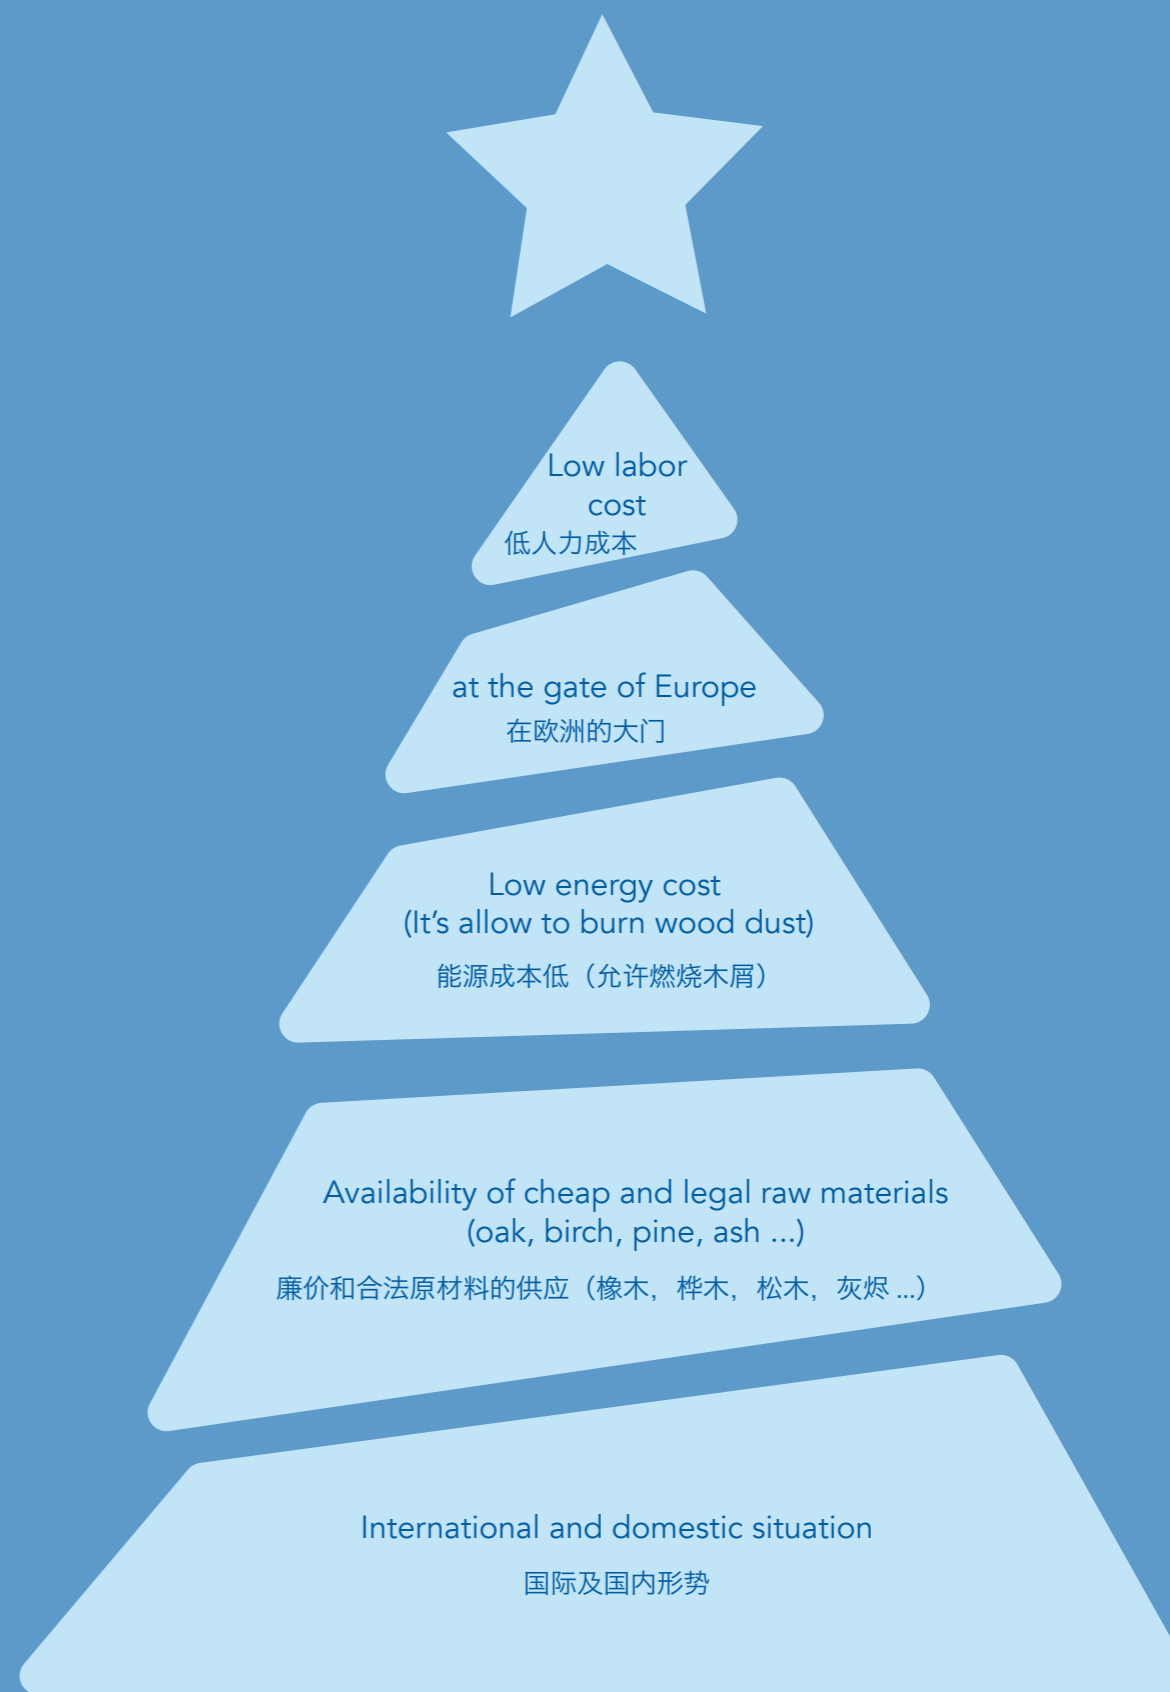 Low labor
cost
低人力成本
at the gate of Europe
在欧洲的大门
Low energy cost
(It’s allow to burn wood dust)
能源成本低（允许燃烧木屑）
Availability of cheap and legal raw materials
(oak, birch, pine, ash ...)
廉价和合法原材料的供应（橡木，桦木，松木，灰烬 ...）
International and domestic situation
国际及国内形势